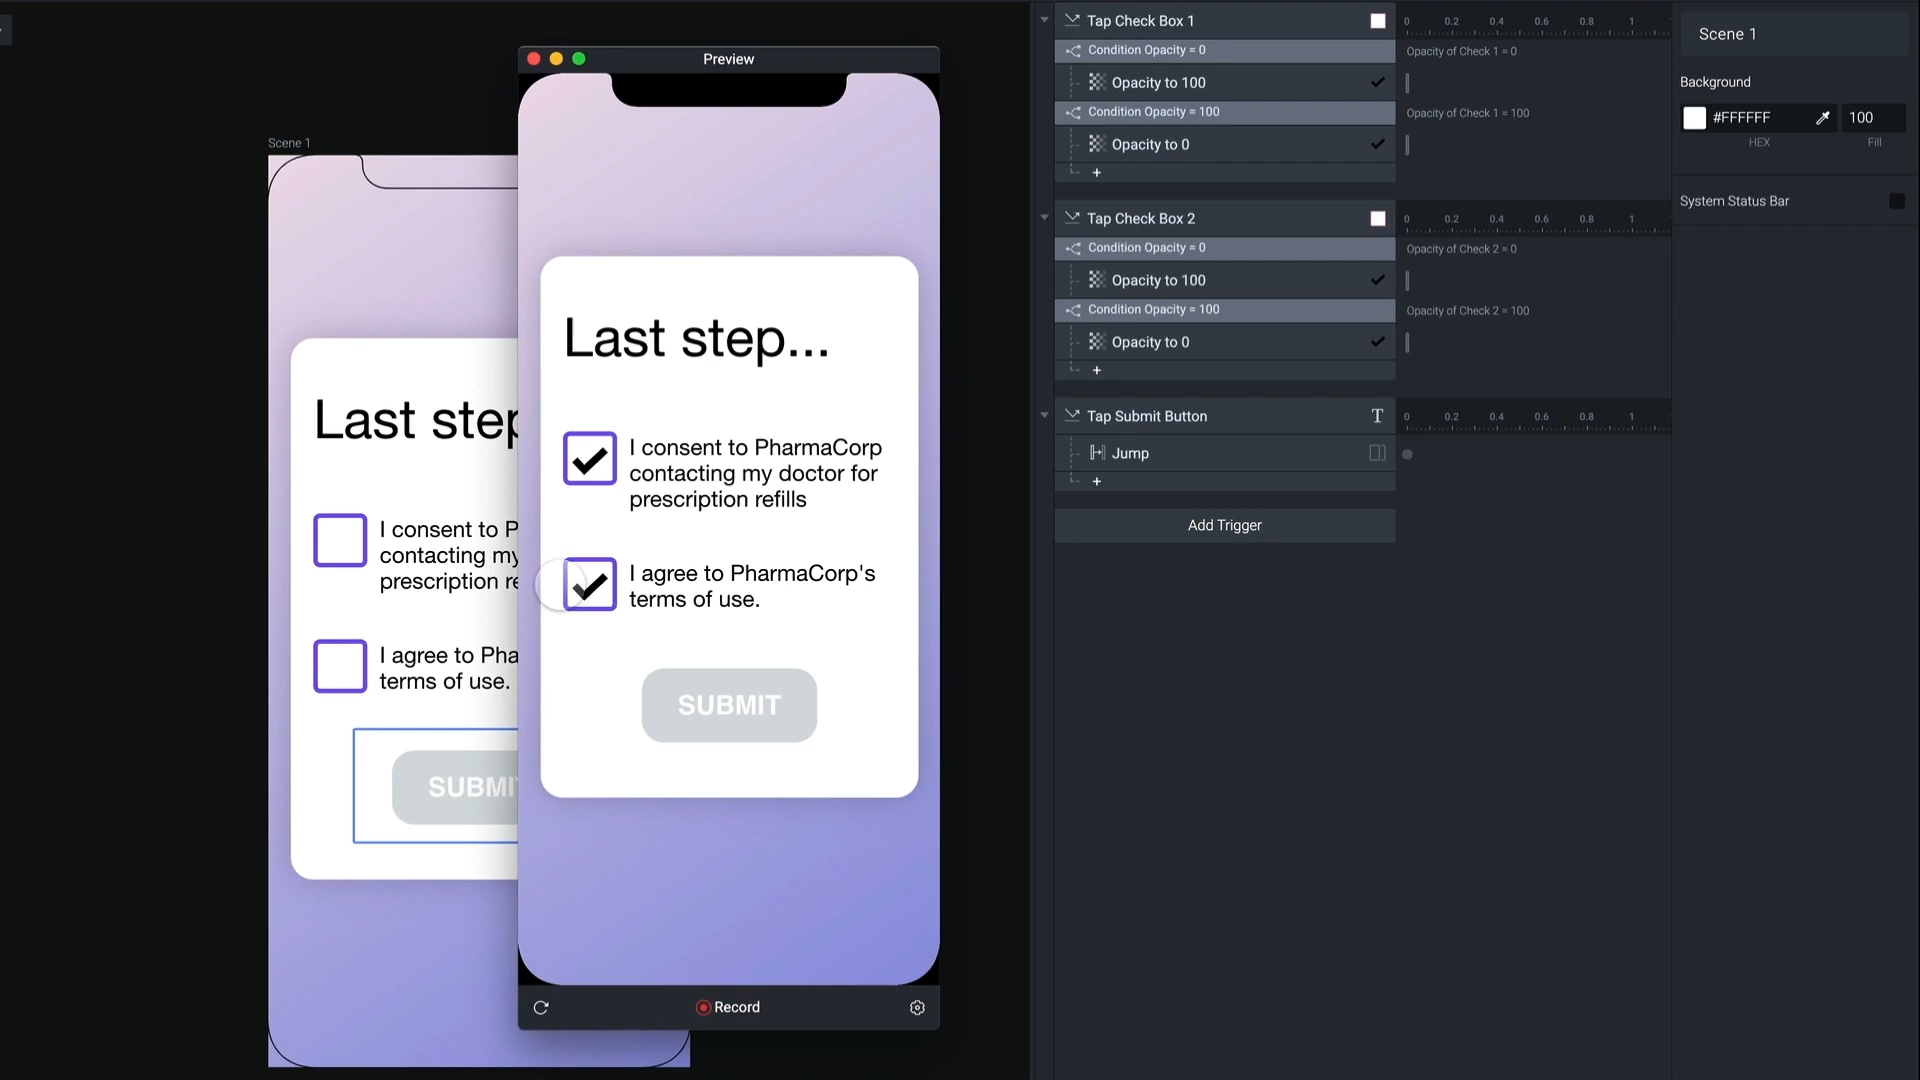 Scene 1
Last step
I consent to P
contacting my
prescription re
I agree to Pha
terms of use.
SUBMIT
Preview
Last step...
I consent to PharmaCorp
contacting my doctor for
prescription refills
I agree to PharmaCorp's
terms of use.
SUBMIT
Record
Tap Check Box 1
0 0.2 0.4 0.6 0.8 1
Condition Opacity = 0
Opacity of Check 1 = 0
Opacity to 100
Condition Opacity = 100
Opacity of Check 1 = 100
Opacity to 0
+
Tap Check Box 2
0 0.2 0.4 0.6 0.8 1
Condition Opacity = 0
Opacity of Check 2 = 0
Opacity to 100
Condition Opacity = 100
Opacity of Check 2 = 100
Opacity to 0
+
Tap Submit Button T
0 0.2 0.4 0.6 0.8 1
Jump
+
Add Trigger
Scene 1
Background
#FFFFFF 100
HEX Fill
System Status Bar